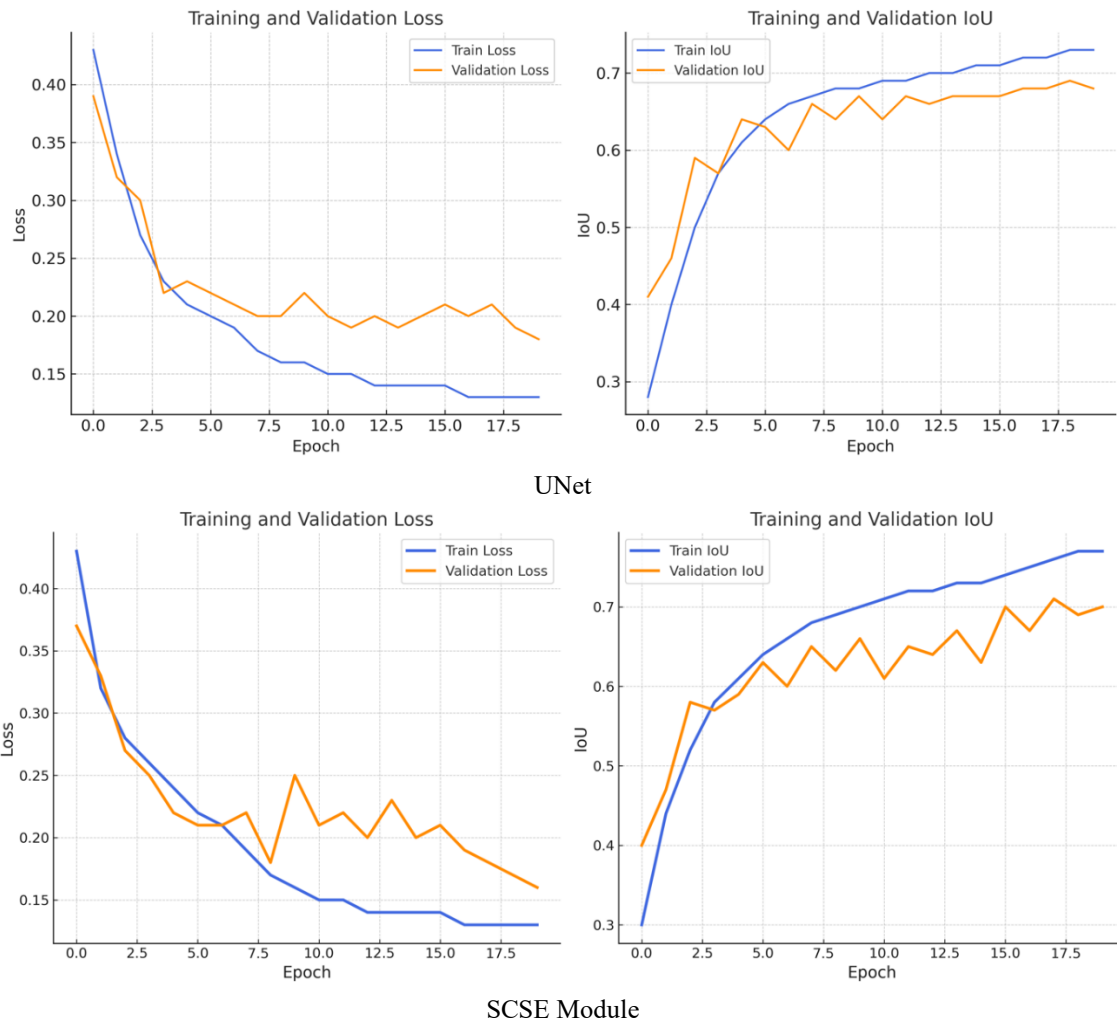 Training and Validation Loss
Train Loss
Validation Loss
0.40
0.35
0.30
0.25
0.20
0.15
Loss
0.0 2.5 5.0 7.5 10.0 12.5 15.0 17.5
Epoch
Training and Validation IoU
Train IoU
Validation IoU
0.7
0.6
0.5
0.4
0.3
IoU
0.0 2.5 5.0 7.5 10.0 12.5 15.0 17.5
Epoch
UNet
Training and Validation Loss
Train Loss
Validation Loss
0.40
0.35
0.30
0.25
0.20
0.15
Loss
0.0 2.5 5.0 7.5 10.0 12.5 15.0 17.5
Epoch
Training and Validation IoU
Train IoU
Validation IoU
0.7
0.6
0.5
0.4
0.3
IoU
0.0 2.5 5.0 7.5 10.0 12.5 15.0 17.5
Epoch
SCSE Module